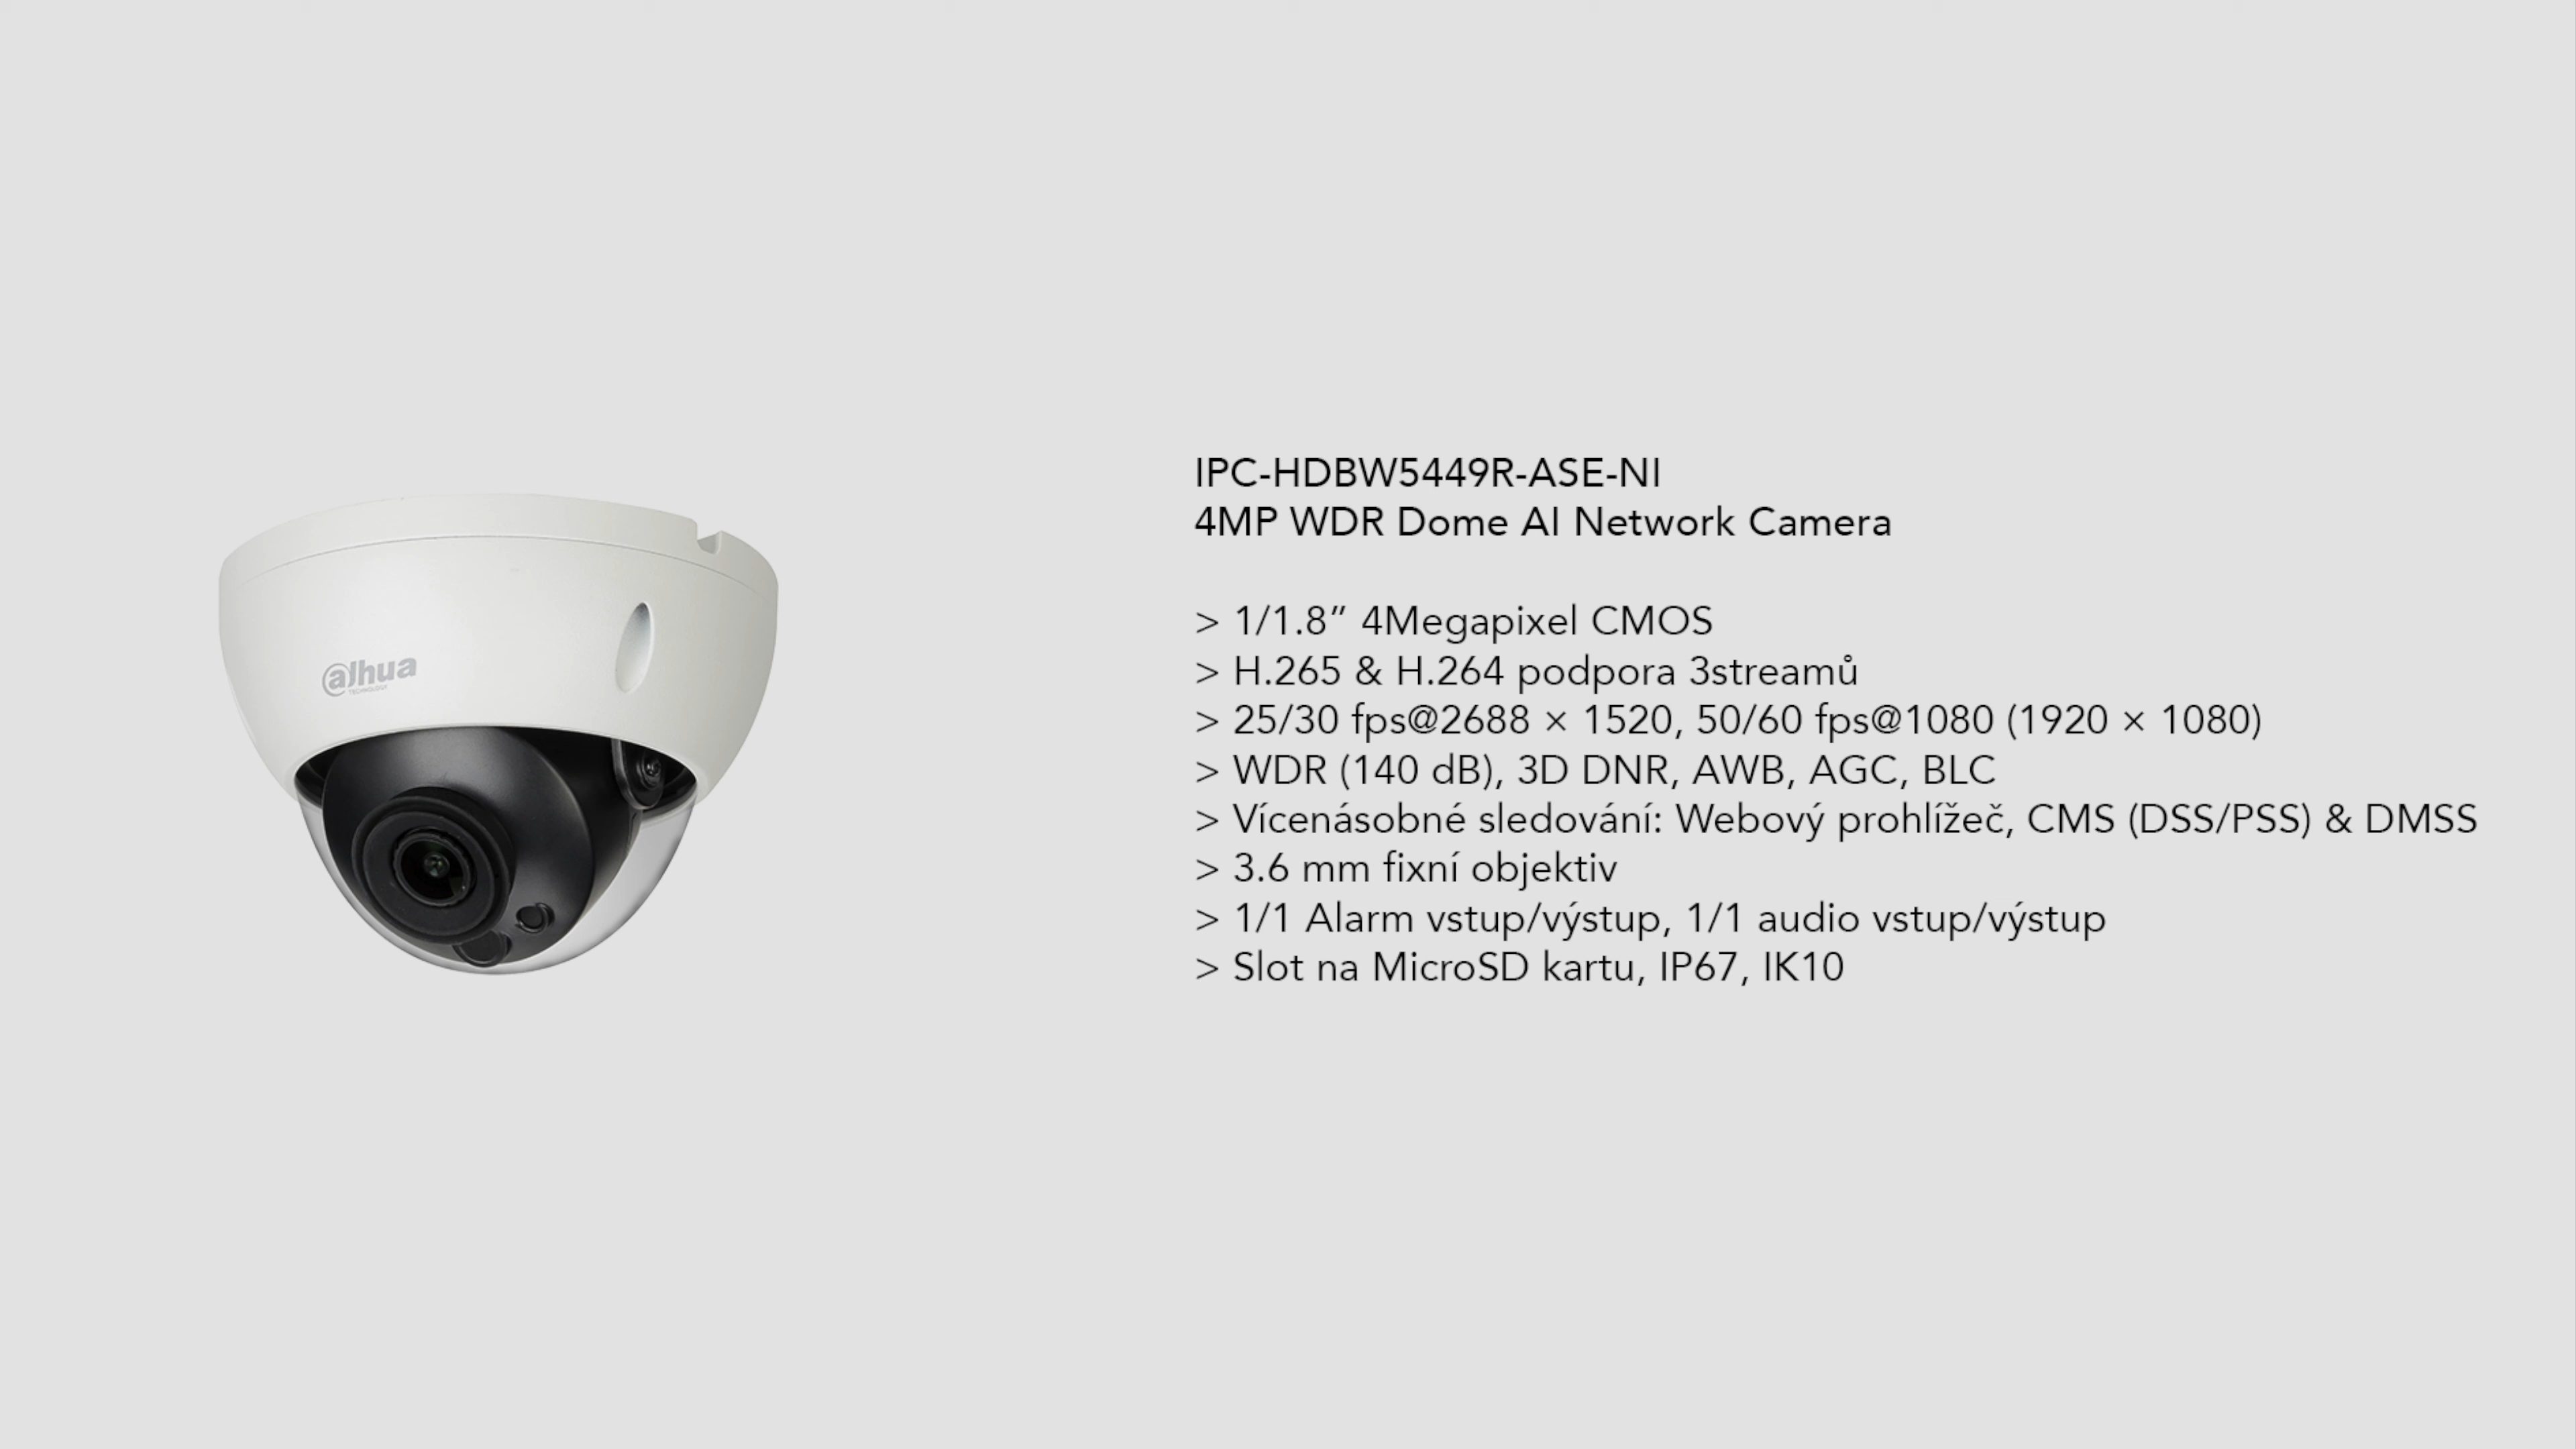 alhua
TECHNOLOGY
IPC-HDBW5449R-ASE-NI
4MP WDR Dome AI Network Camera
> 1/1.8” 4Megapixel CMOS
> H.265 & H.264 podpora 3streamů
> 25/30 fps@2688 × 1520, 50/60 fps@1080 (1920 × 1080)
> WDR (140 dB), 3D DNR, AWB, AGC, BLC
> Vícenásobné sledování: Webový prohlížeč, CMS (DSS/PSS) & DMSS
> 3.6 mm fixní objektiv
> 1/1 Alarm vstup/výstup, 1/1 audio vstup/výstup
> Slot na MicroSD kartu, IP67, IK10